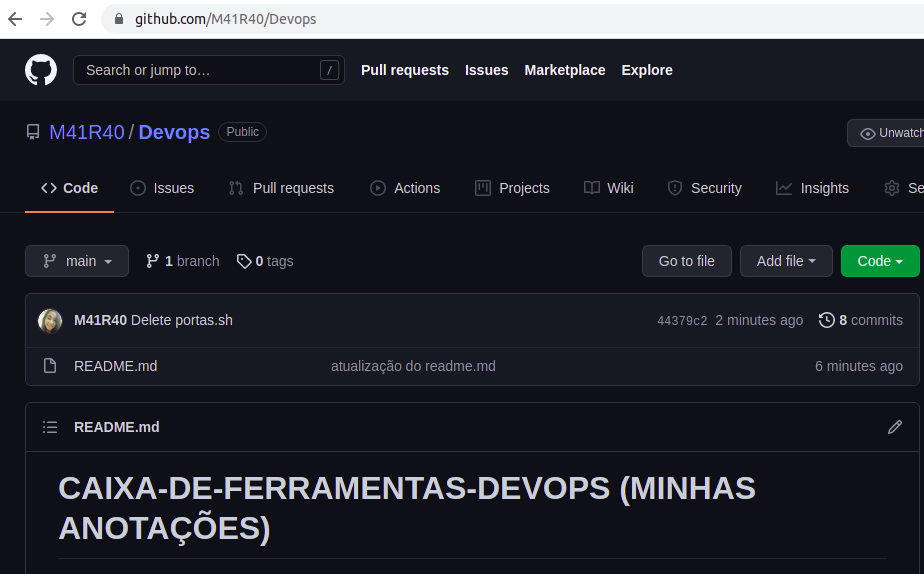 github.com/M41R40/Devops
Search or jump to… / Pull requests Issues Marketplace Explore
M41R40 / Devops Public Unwatch
Code Issues Pull requests Actions Projects Wiki Security Insights Se
main 1 branch 0 tags Go to file Add file Code
M41R40 Delete portas.sh 44379c2 2 minutes ago 8 commits
README.md atualização do readme.md 6 minutes ago
README.md
CAIXA-DE-FERRAMENTAS-DEVOPS (MINHAS
ANOTAÇÕES)